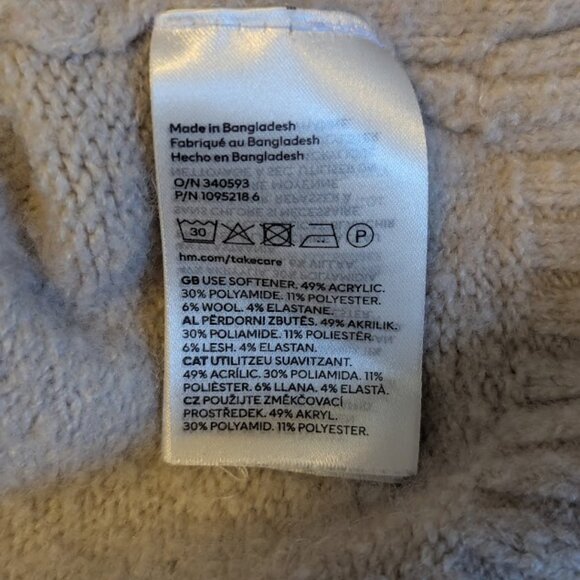 Made in Bangladesh
Fabriqué au Bangladesh
Hecho en Bangladesh
O/N 340593
P/N 1095218 6
30 P
hm.com/takecare
GB USE SOFTENER. 49% ACRYLIC.
30% POLYAMIDE. 11% POLYESTER.
6% WOOL. 4% ELASTANE.
AL PËRDORNI ZBUTËS. 49% AKRILIK.
30% POLIAMIDE. 11% POLIESTËR.
6% LESH. 4% ELASTAN.
CAT UTILITZEU SUAVITZANT.
49% ACRÍLIC. 30% POLIAMIDA. 11%
POLIÈSTER. 6% LLANA. 4% ELASTÀ.
CZ POUŽIJTE ZMĚKČOVACÍ
PROSTŘEDEK. 49% AKRYL.
30% POLYAMID. 11% POLYESTER.